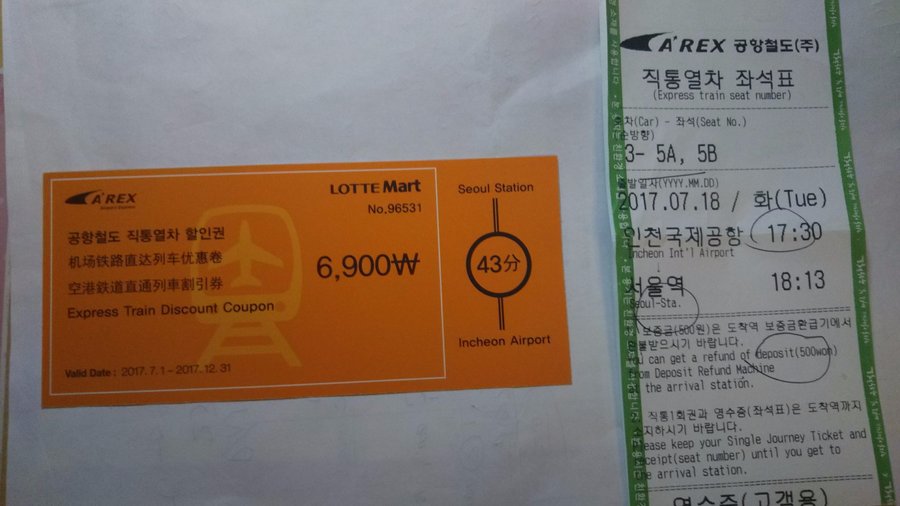 A'REX
LOTTE Mart
No.96531
공항철도 직통열차 할인권
机场铁路直达列车优惠卷
空港鉄道直通列車割引券
Express Train Discount Coupon
6,900₩
Valid Date : 2017. 7. 1 ~ 2017. 12. 31
Seoul Station
43分
Incheon Airport
A'REX 공항철도(주)
직통열차 좌석표
(Express train seat number)
(Car) - 좌석(Seat No.)
3- 5A, 5B
(YYYY.MM.DD)
2017.07.18 / 화(Tue)
인천국제공항 17:30
Incheon Int'l Airport
↓
서울역 18:13
Seoul-Sta.
보증금(500원)은 도착역 보증금환급기에서
받으시기 바랍니다.
You can get a refund of deposit(500won)
from Deposit Refund Machine
the arrival station.
직통1회권과 영수증(좌석표)은 도착역까지
소지하시기 바랍니다.
Please keep your Single Journey Ticket and
receipt(seat number) until you get to
the arrival station.
영수증(고객용)